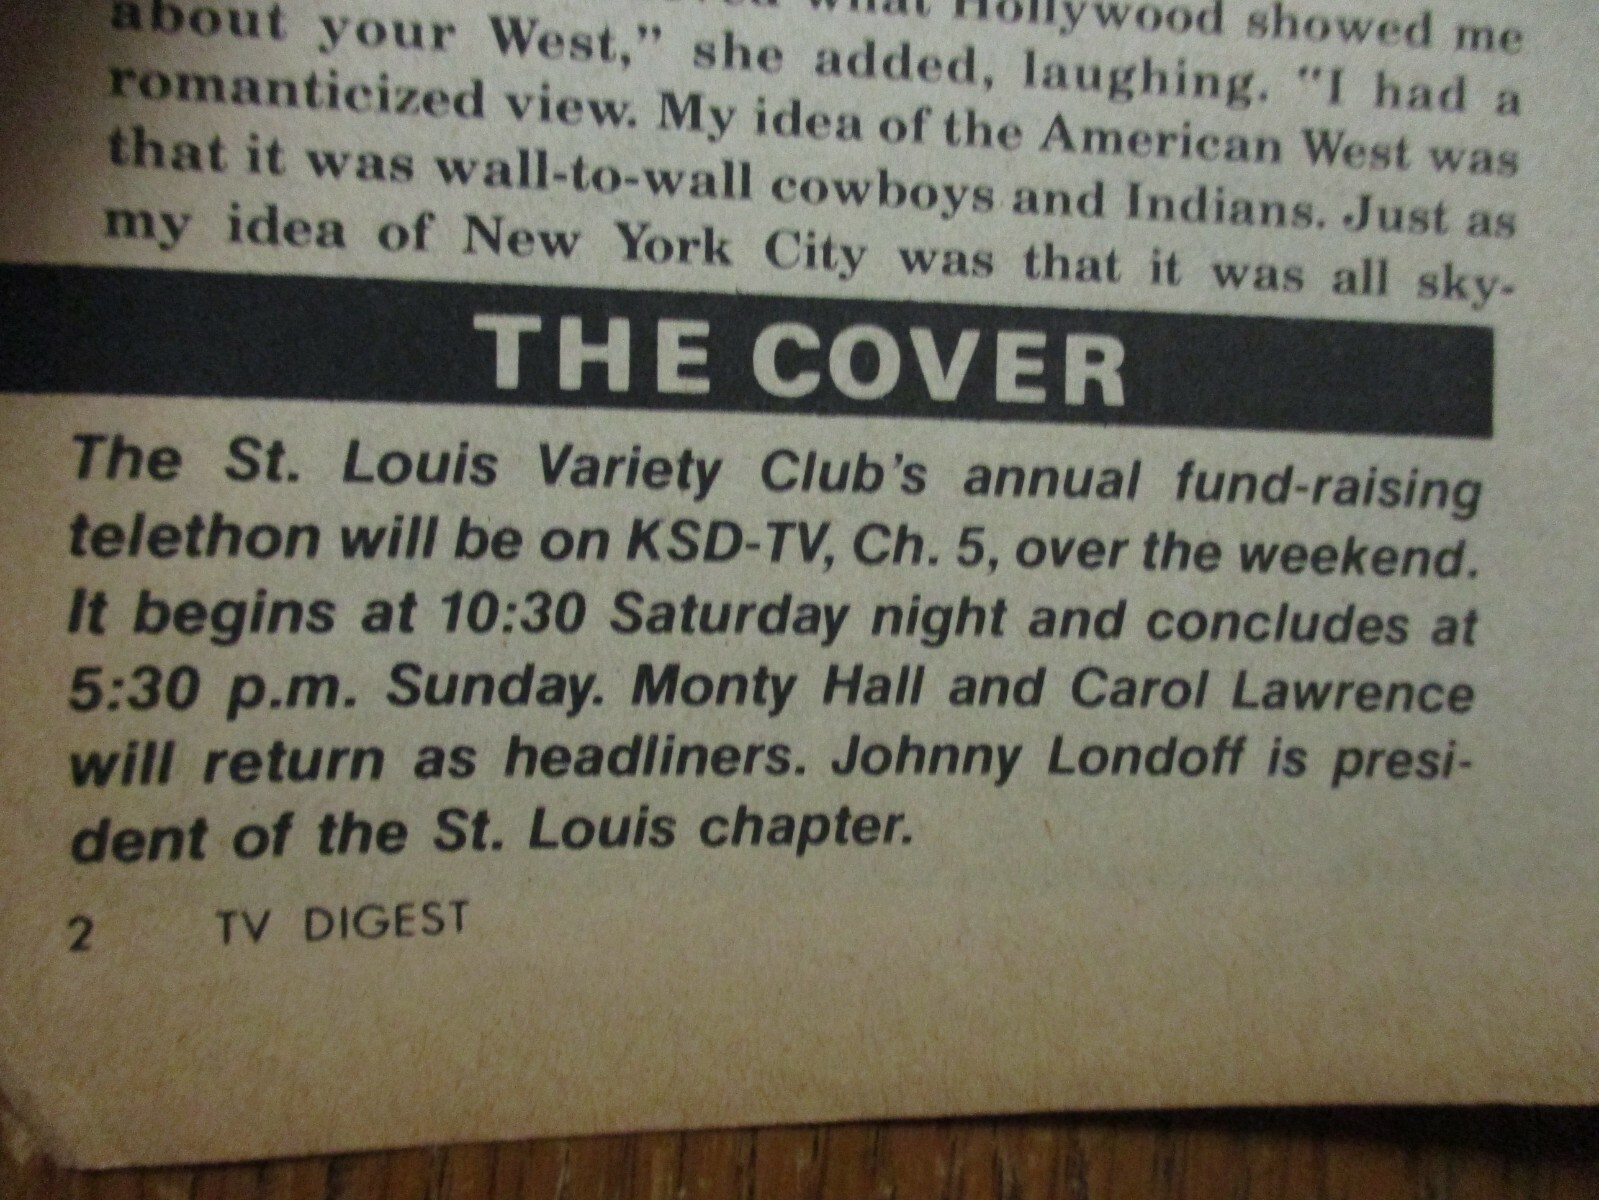 what Hollywood showed me
about your West,” she added, laughing. “I had a
romanticized view. My idea of the American West was
that it was wall-to-wall cowboys and Indians. Just as
my idea of New York City was that it was all sky-
THE COVER
The St. Louis Variety Club’s annual fund-raising
telethon will be on KSD-TV, Ch. 5, over the weekend.
It begins at 10:30 Saturday night and concludes at
5:30 p.m. Sunday. Monty Hall and Carol Lawrence
will return as headliners. Johnny Londoff is presi-
dent of the St. Louis chapter.
2 TV DIGEST